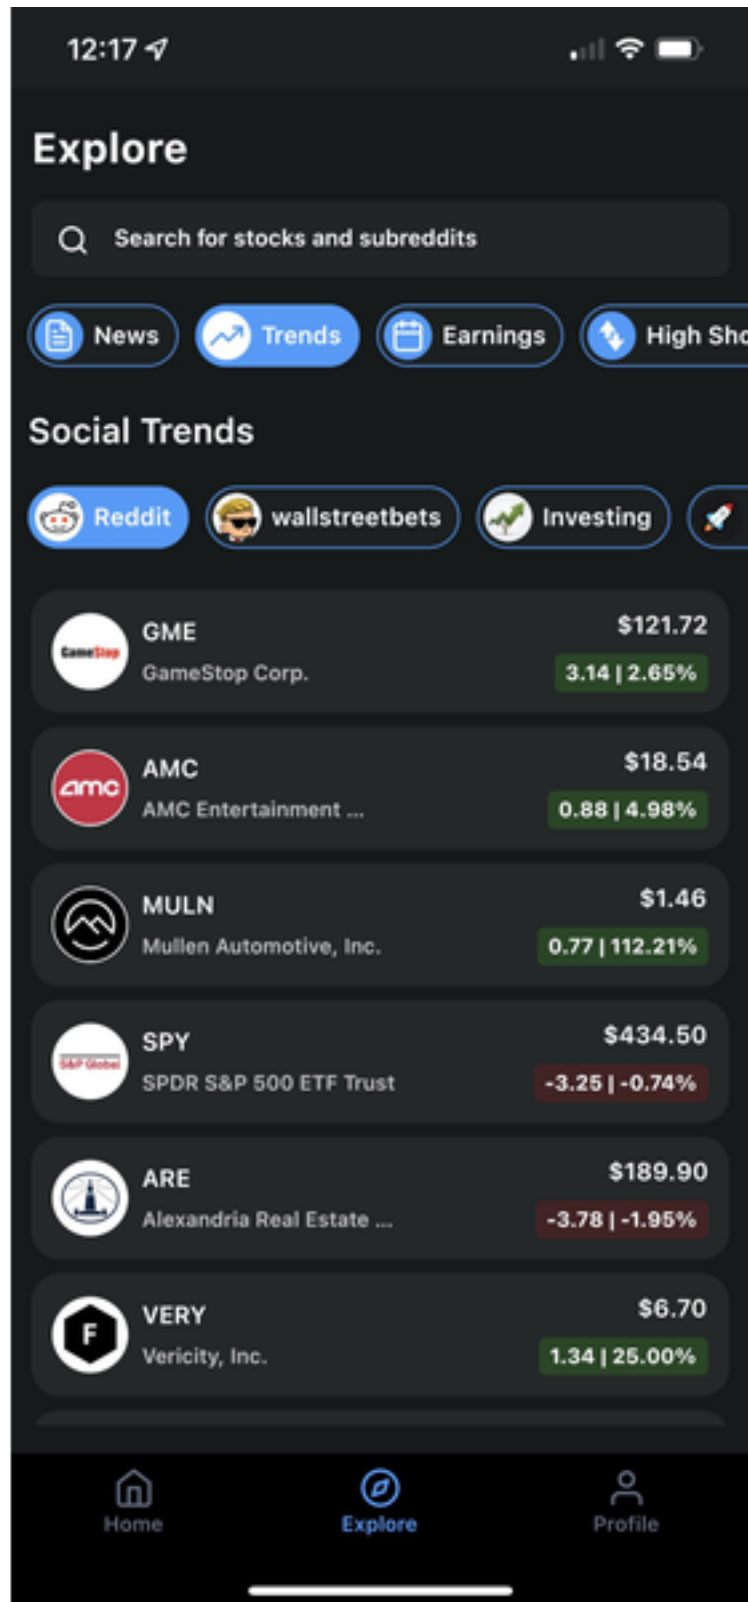 12:17
Explore
Search for stocks and subreddits
News Trends Earnings High Sho
Social Trends
Reddit wallstreetbets Investing
GameStop GME $121.72
GameStop Corp. 3.14 | 2.65%
amc AMC $18.54
AMC Entertainment ... 0.88 | 4.98%
MULN $1.46
Mullen Automotive, Inc. 0.77 | 112.21%
SPY $434.50
S&P Global SPDR S&P 500 ETF Trust -3.25 | -0.74%
ARE $189.90
Alexandria Real Estate ... -3.78 | -1.95%
F VERY $6.70
Vericity, Inc. 1.34 | 25.00%
Home Explore Profile